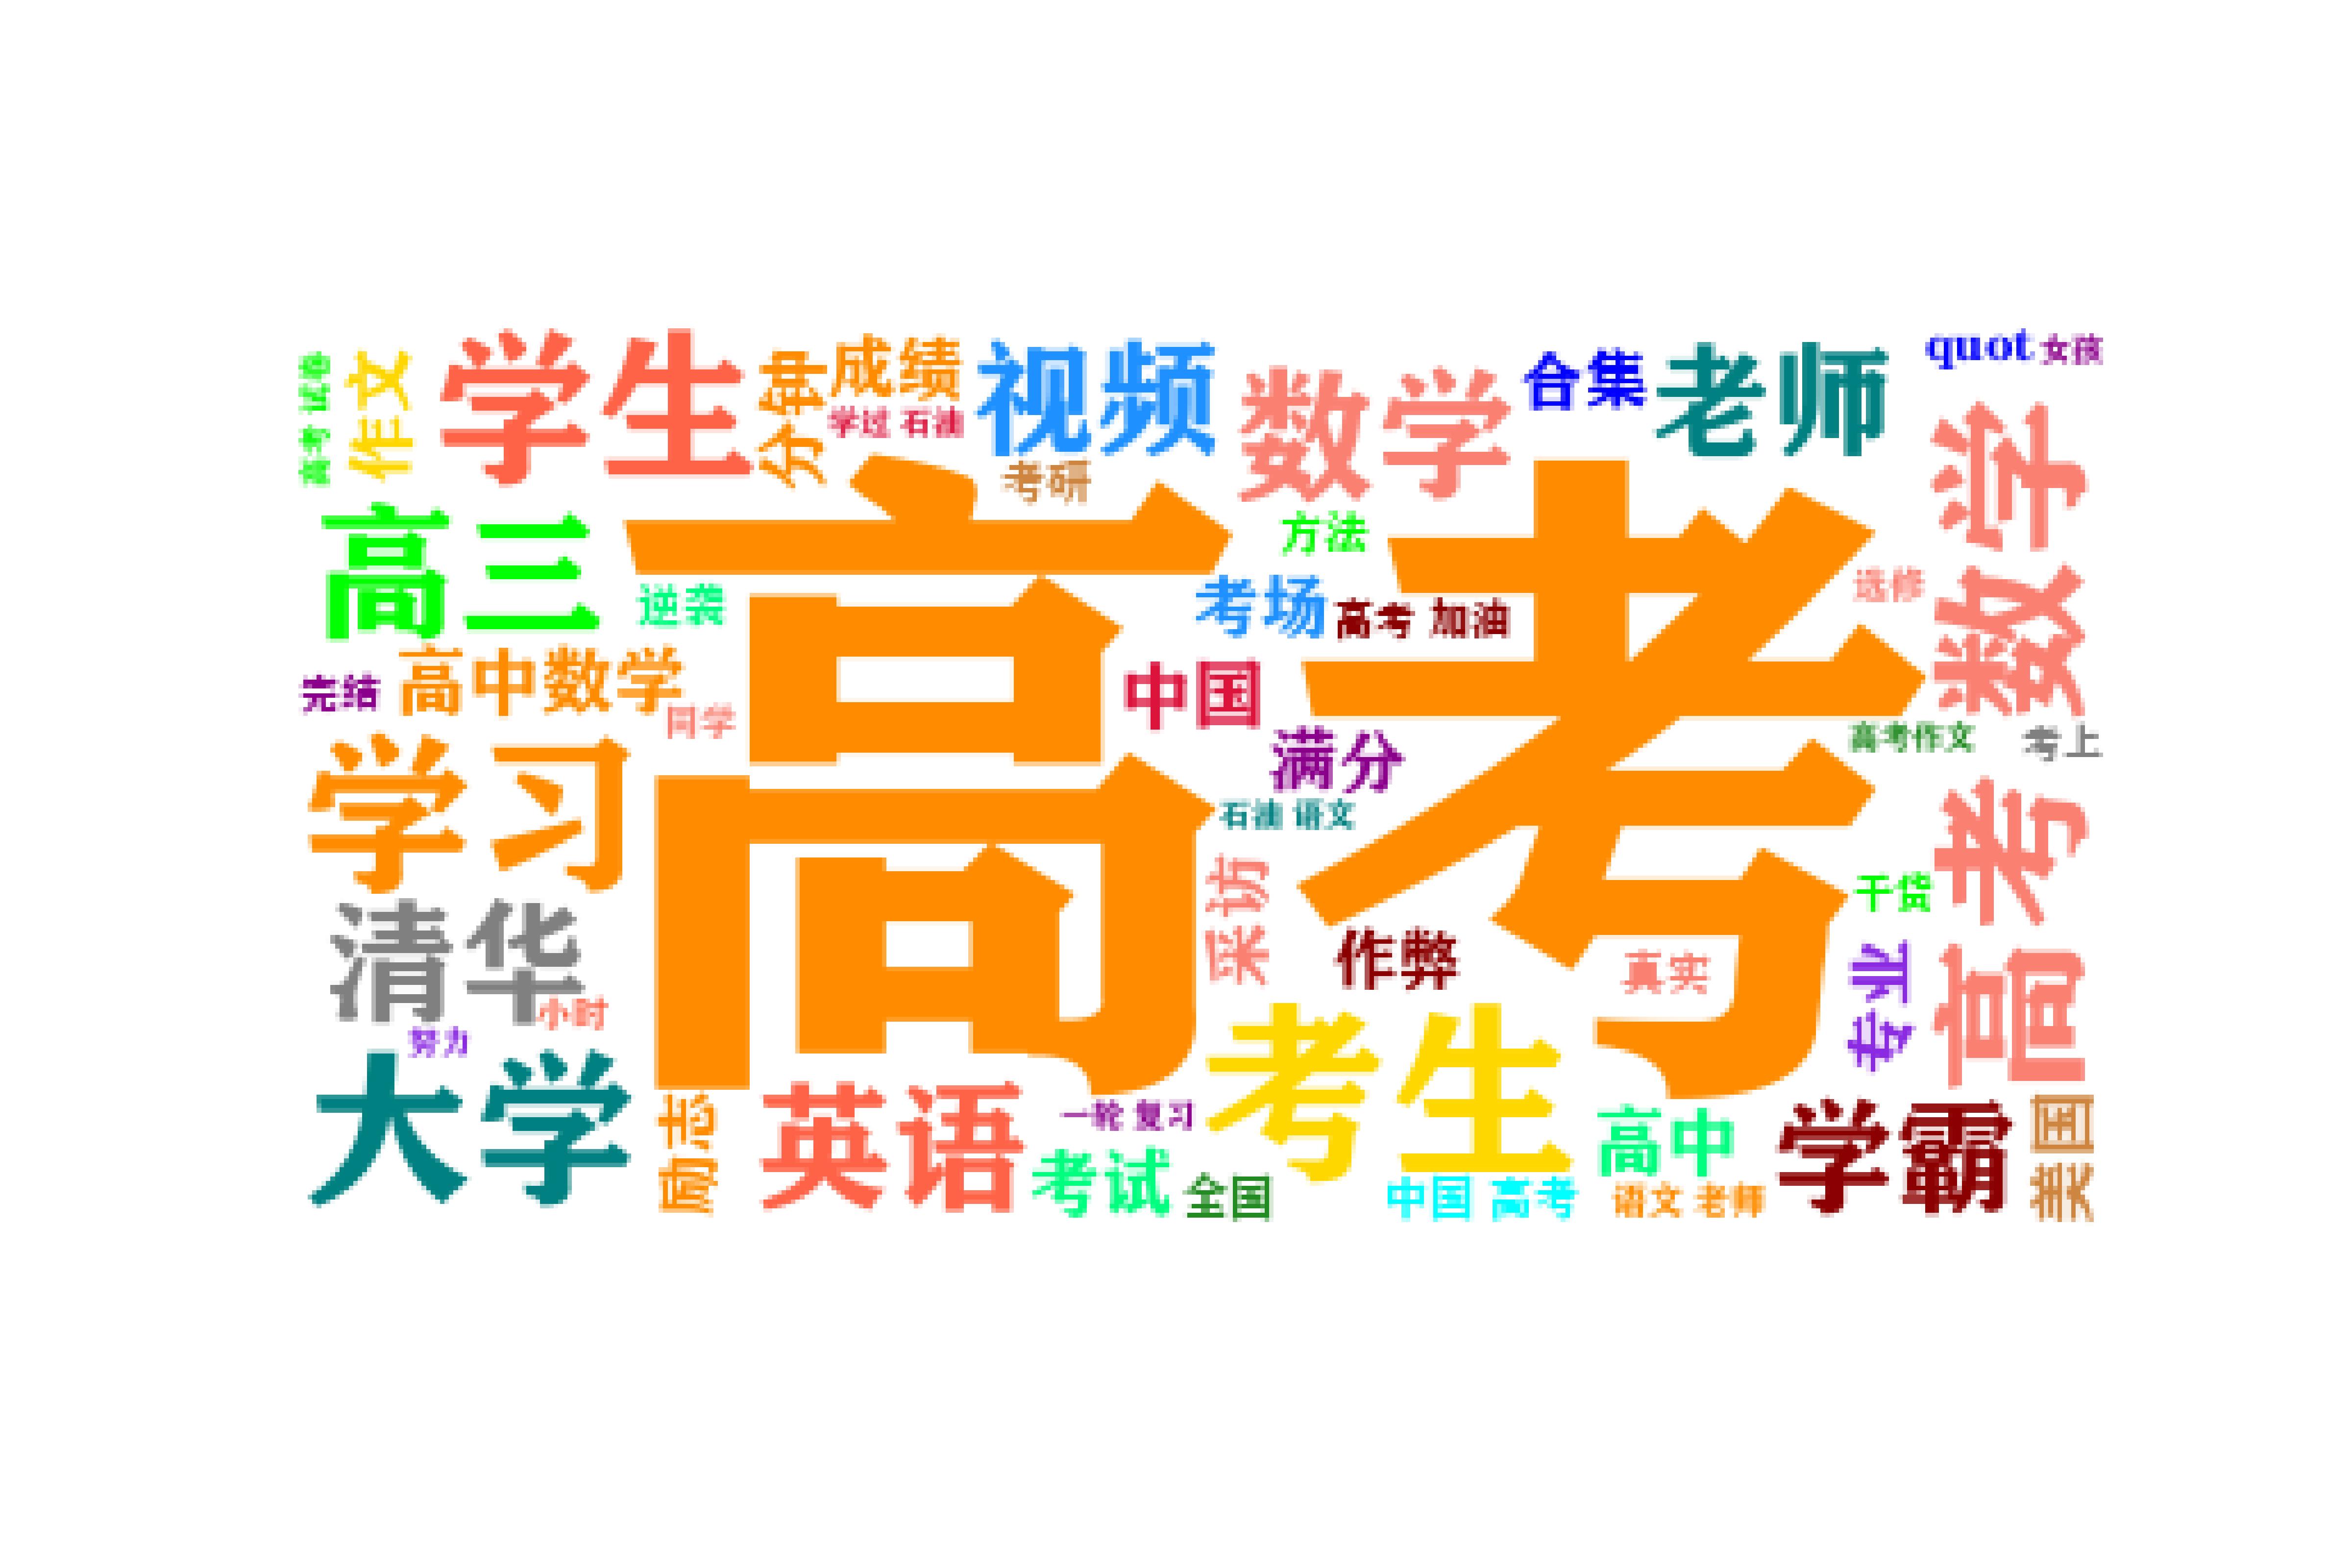 高考 试卷
作文
学生
分钟
成绩
学过 石油
视频
考研
数学
合集
老师
quot
女孩
高三
逆袭
高考
方法
考场
高考 加油
选修
高考 数学
完结
高中数学
同学
中国
满分
石油 语文
高考作文
考上
学习
采访
干货
清华
小时
努力
作弊
真实
专业
大学
励志
英语
一轮 复习
考试
全国
考生
中国 高考
高中
语文 老师
学霸
美国